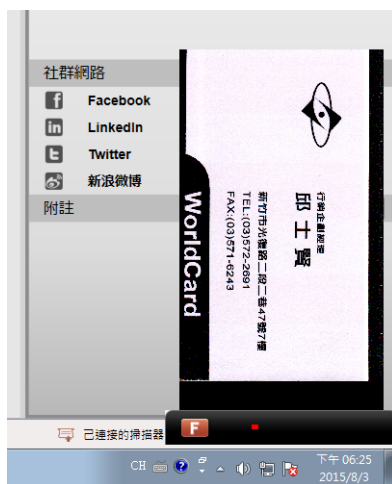 社群網路
Facebook
LinkedIn
Twitter
新浪微博
附註
行銷企劃經理
邱士賢
新竹市光復路二段二巷47號7樓
TEL:(03)572-2691
FAX:(03)571-6243
WorldCard
已連接的掃描器
F
CH
下午 06:25
2015/8/3